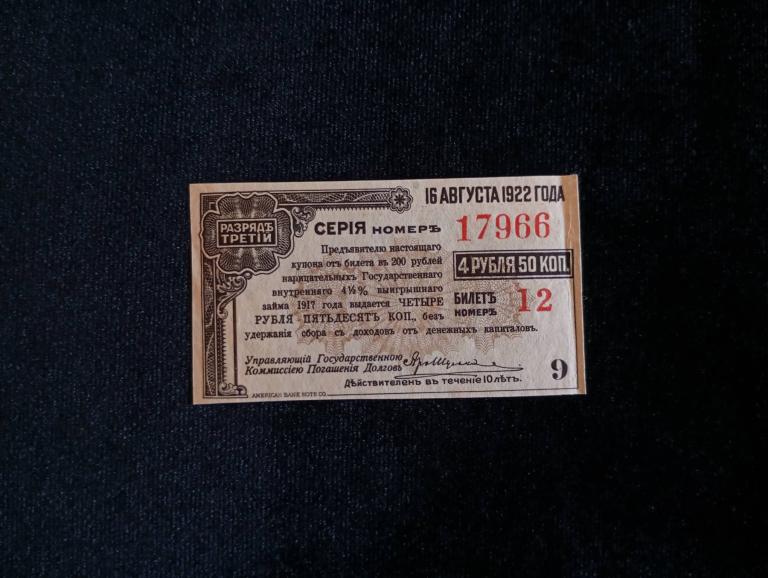 16 АВГУСТА 1922 ГОДА
РАЗРЯДЪ
ТРЕТІЙ
СЕРІЯ НОМЕРЪ 17966
Предъявителю настоящаго
купона отъ билета въ 200 рублей
нарицательныхъ Государственнаго
внутренняго 4½% выигрышнаго
займа 1917 года выдается ЧЕТЫРЕ
РУБЛЯ ПЯТЬДЕСЯТЪ КОП., безъ
удержанія сбора съ доходовъ отъ денежныхъ капиталовъ.
4 РУБЛЯ 50 КОП.
БИЛЕТЪ
НОМЕРЪ 12
Управляющій Государственною
Коммиссіею Погашенія Долговъ
Дѣйствителенъ въ теченіе 10 лѣтъ.
9
AMERICAN BANK NOTE CO.